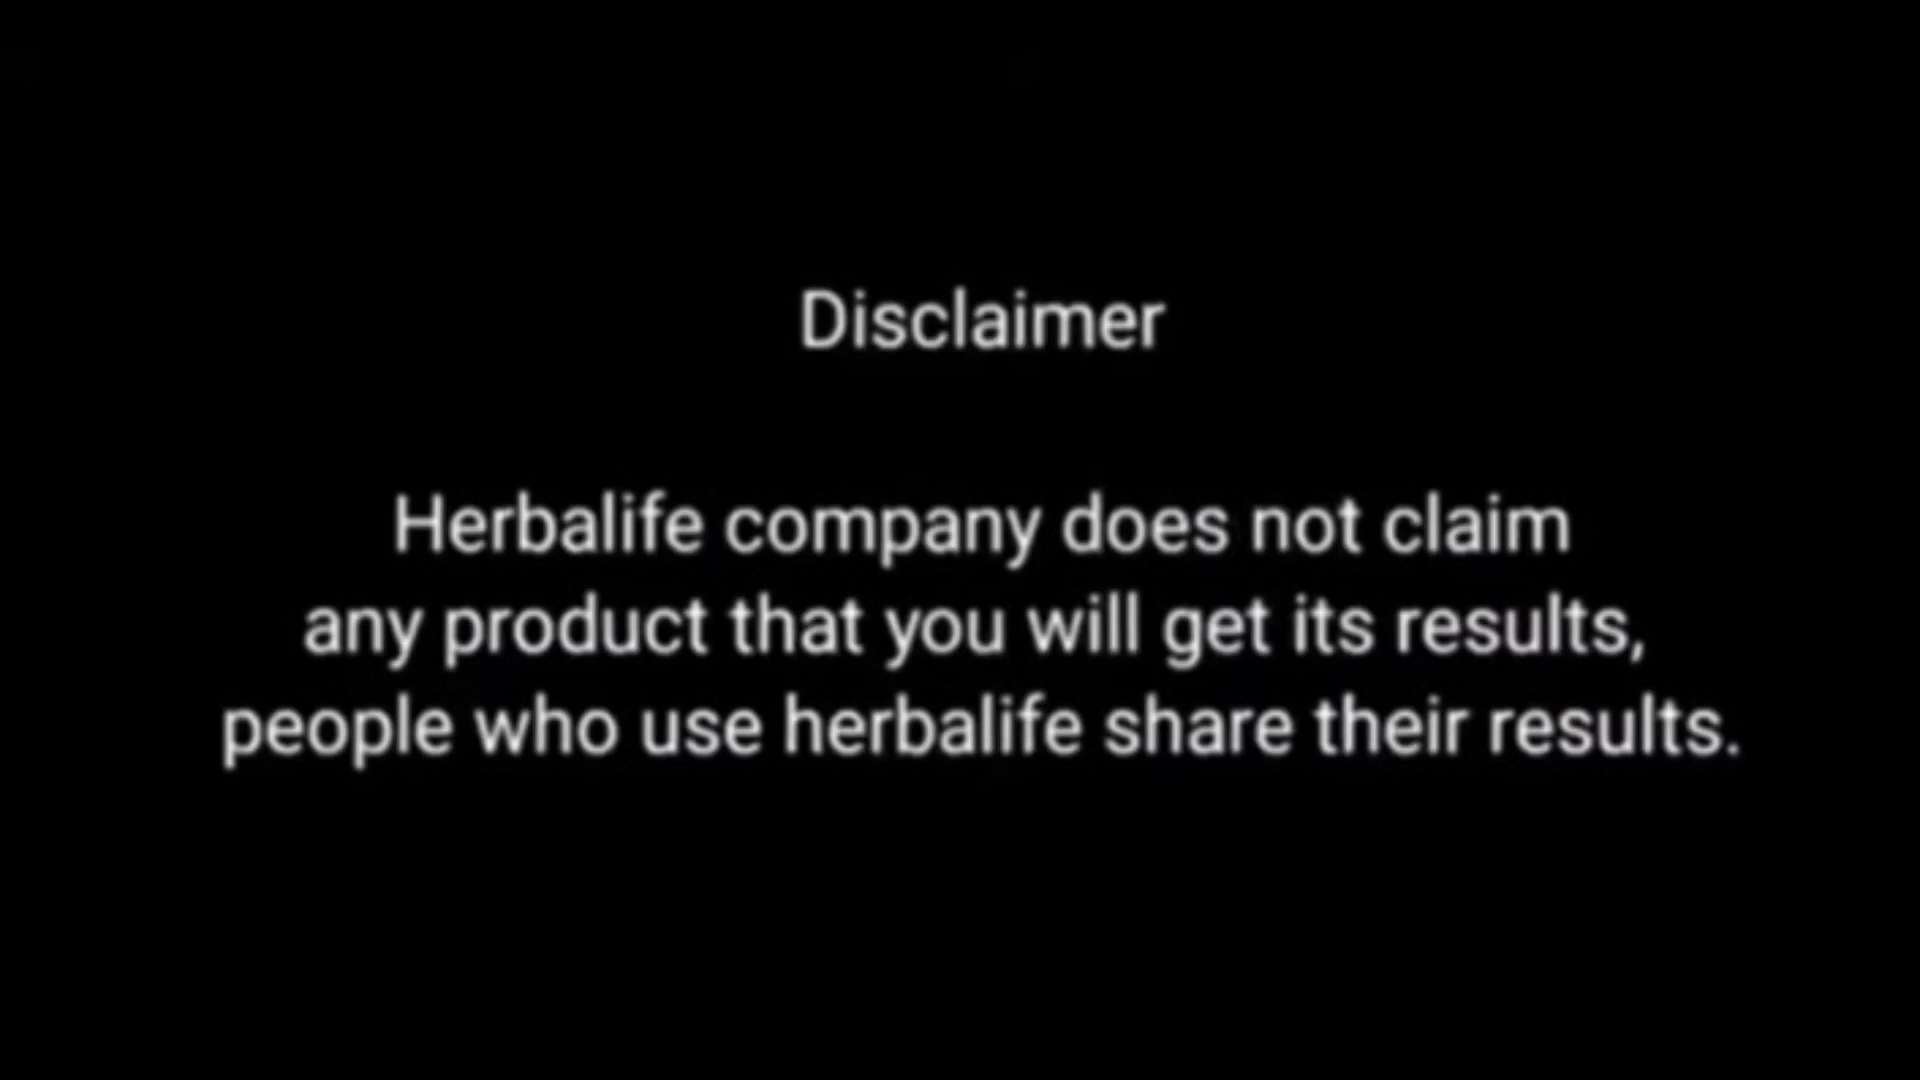 Disclaimer
Herbalife company does not claim
any product that you will get its results,
people who use herbalife share their results.